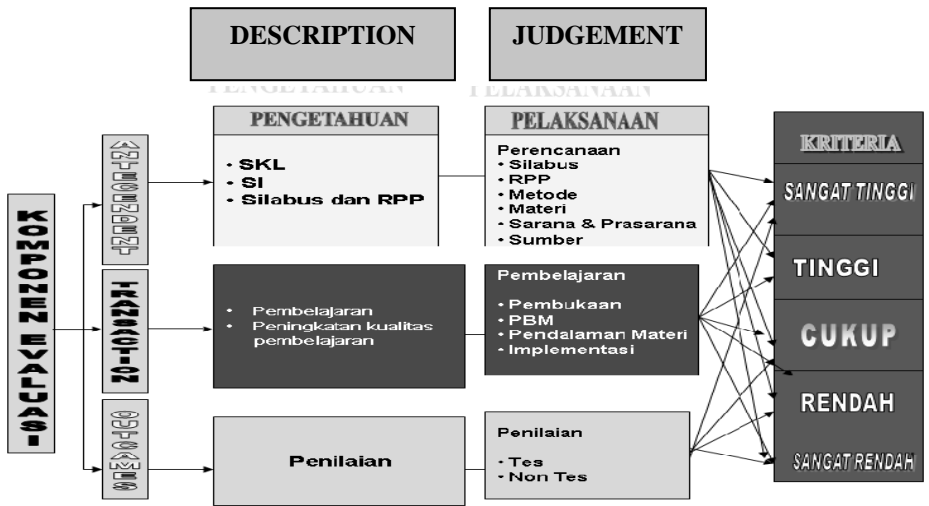 DESCRIPTION
JUDGEMENT
PENGETAHUAN
PELAKSANAAN
PENGETAHUAN
PELAKSANAAN
KRITERIA
KOMPONEN EVALUASI
ANTECENDENT
• SKL
• SI
• Silabus dan RPP
Perencanaan
• Silabus
• RPP
• Metode
• Materi
• Sarana & Prasarana
• Sumber
TRANSACTION
• Pembelajaran
• Peningkatan kualitas
pembelajaran
Pembelajaran
• Pembukaan
• PBM
• Pendalaman Materi
• Implementasi
OUTCAMES
Penilaian
Penilaian
• Tes
• Non Tes
SANGAT TINGGI
TINGGI
CUKUP
RENDAH
SANGAT RENDAH